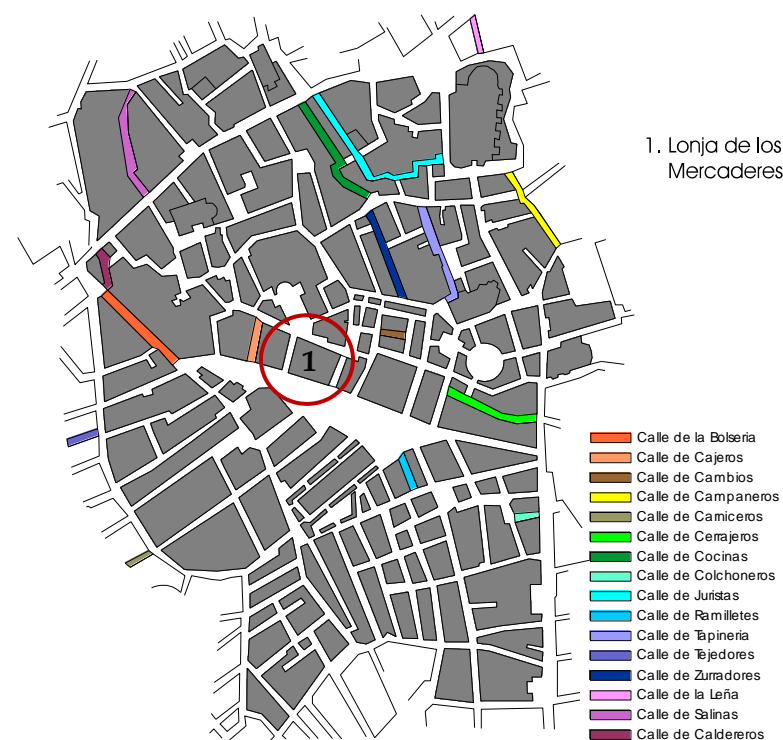 1. Lonja de los
Mercaderes
1
Calle de la Bolseria
Calle de Cajeros
Calle de Cambios
Calle de Campaneros
Calle de Carniceros
Calle de Cerrajeros
Calle de Cocinas
Calle de Colchoneros
Calle de Juristas
Calle de Ramilletes
Calle de Tapineria
Calle de Tejedores
Calle de Zurradores
Calle de la Leña
Calle de Salinas
Calle de Caldereros